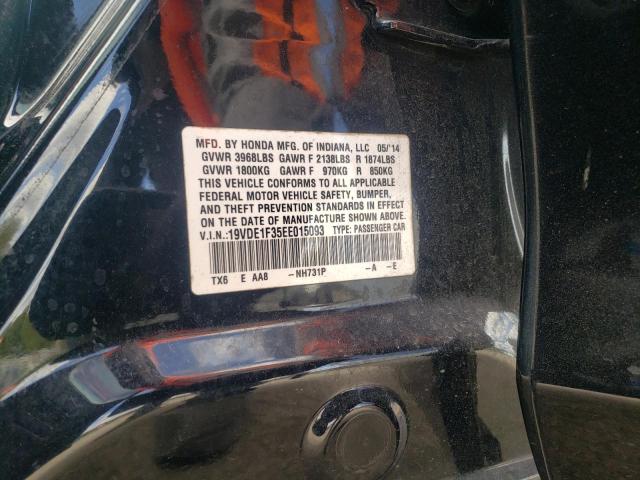 MFD. BY HONDA MFG. OF INDIANA, LLC 05/'14
GVWR 3968LBS GAWR F 2138LBS R 1874LBS
GVWR 1800KG GAWR F 970KG R 850KG
THIS VEHICLE CONFORMS TO ALL APPLICABLE
FEDERAL MOTOR VEHICLE SAFETY, BUMPER,
AND THEFT PREVENTION STANDARDS IN EFFECT
ON THE DATE OF MANUFACTURE SHOWN ABOVE.
V.I.N.:19VDE1F35EE015093 TYPE: PASSENGER CAR
TX6 E AA8 -NH731P -A -E